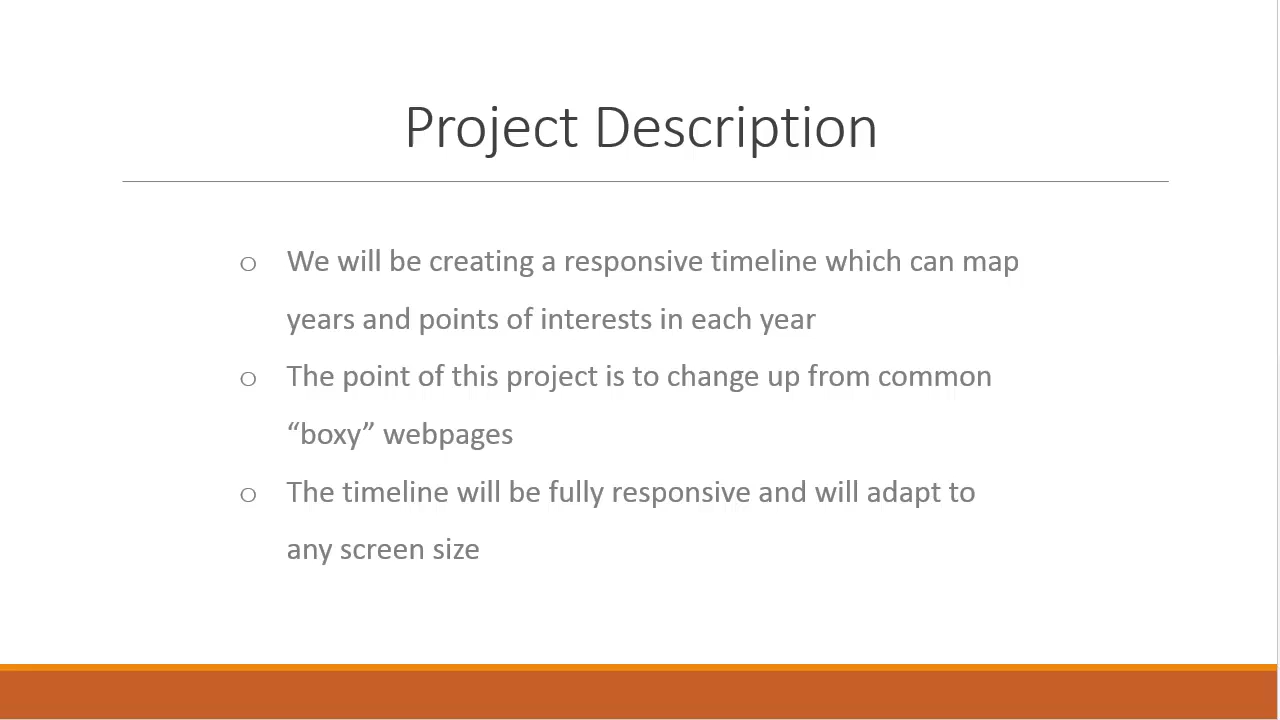 Project Description
o We will be creating a responsive timeline which can map
years and points of interests in each year
o The point of this project is to change up from common
“boxy” webpages
o The timeline will be fully responsive and will adapt to
any screen size